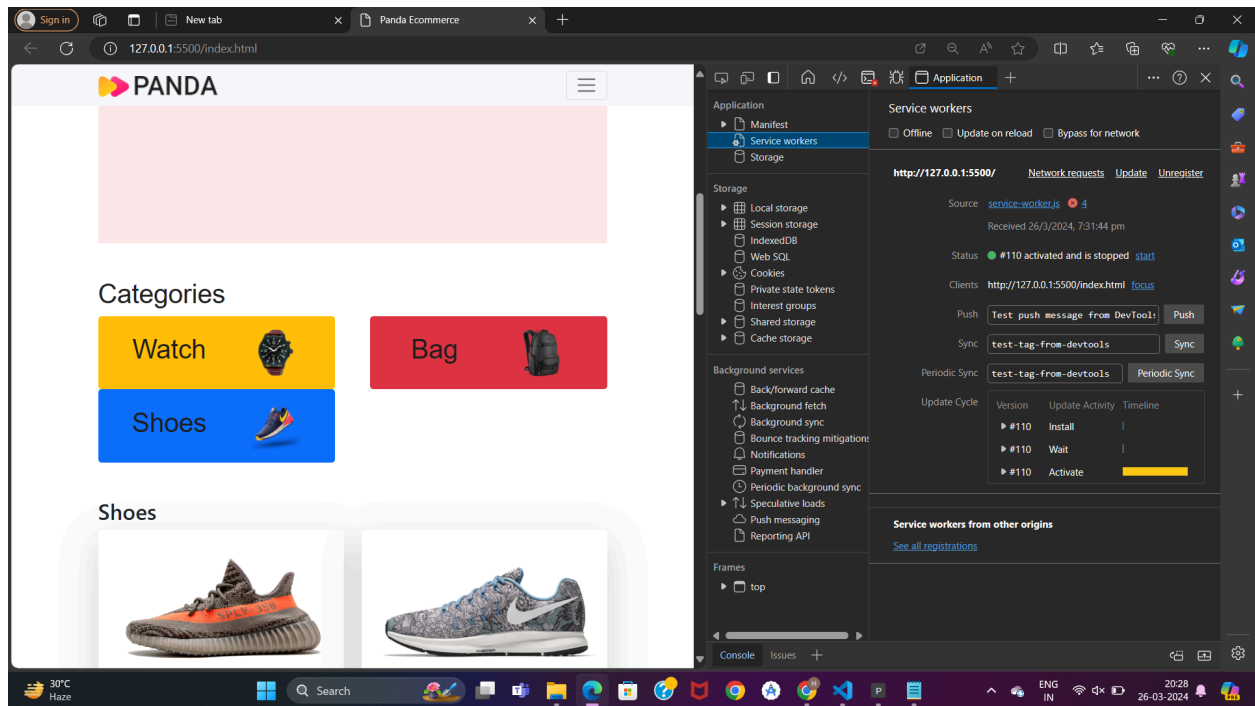 Sign in
New tab
Panda Ecommerce
127.0.0.1:5500/index.html
PANDA
Categories
Watch
Bag
Shoes
Shoes
SPLY 350
Application
Application
Manifest
Service workers
Storage
Storage
Local storage
Session storage
IndexedDB
Web SQL
Cookies
Private state tokens
Interest groups
Shared storage
Cache storage
Background services
Back/forward cache
Background fetch
Background sync
Bounce tracking mitigations
Notifications
Payment handler
Periodic background sync
Speculative loads
Push messaging
Reporting API
Frames
top
Service workers
Offline Update on reload Bypass for network
http://127.0.0.1:5500/ Network requests Update Unregister
Source service-worker.js 4
Received 26/3/2024, 7:31:44 pm
Status #110 activated and is stopped start
Clients http://127.0.0.1:5500/index.html focus
Push Test push message from DevTools Push
Sync test-tag-from-devtools Sync
Periodic Sync test-tag-from-devtools Periodic Sync
Update Cycle Version Update Activity Timeline
#110 Install
#110 Wait
#110 Activate
Service workers from other origins
See all registrations
Console Issues
30°C
Haze
Search
ENG
IN
20:28
26-03-2024